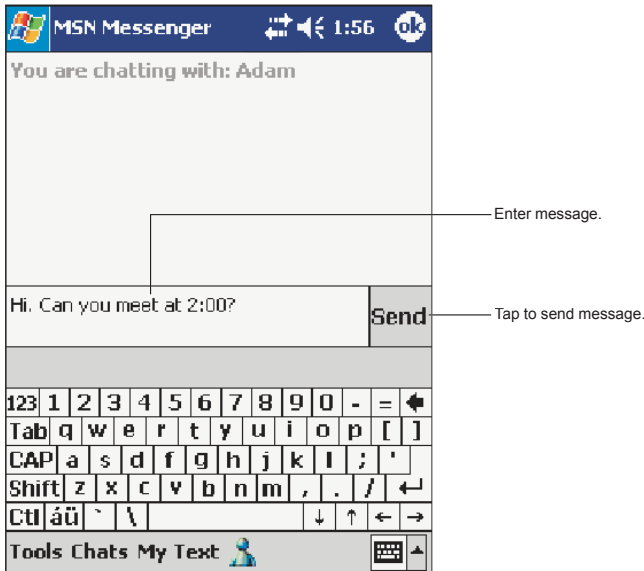 MSN Messenger 1:56 ok
You are chatting with: Adam
Enter message.
Hi. Can you meet at 2:00?
Send
Tap to send message.
123 1 2 3 4 5 6 7 8 9 0 - =
Tab q w e r t y u i o p [ ]
CAP a s d f g h j k l ; '
Shift z x c v b n m , . /
Ctl áü ` \
Tools Chats My Text